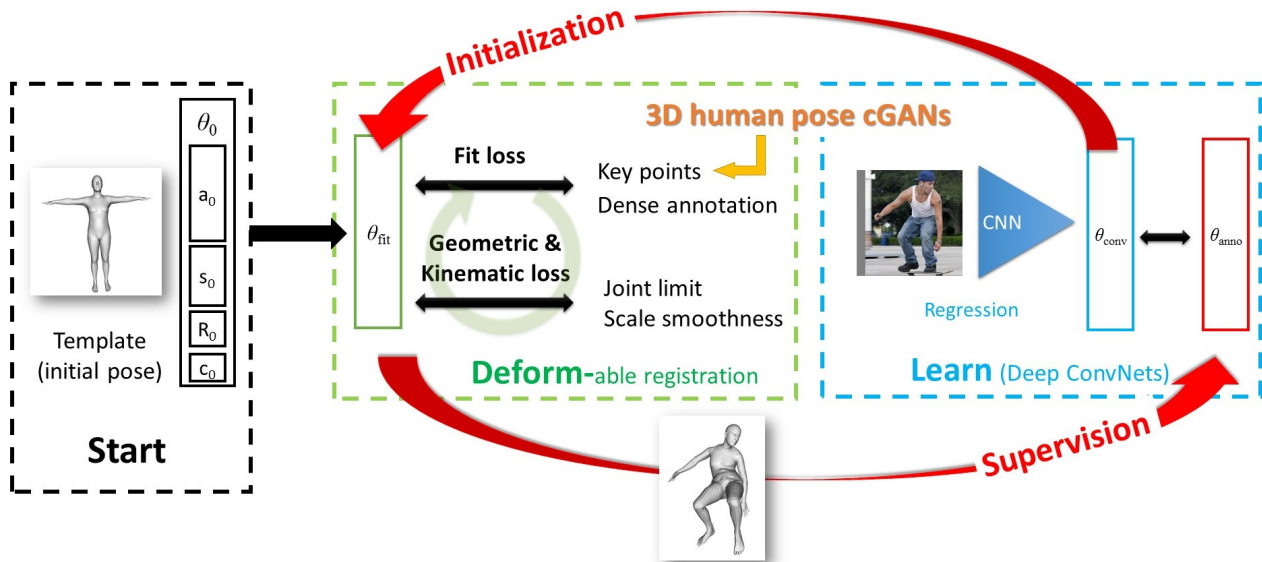 Initialization
θ0
a0
s0
R0
c0
Template
(initial pose)
Start
3D human pose cGANs
θfit
Fit loss
Key points
Dense annotation
Geometric &
Kinematic loss
Joint limit
Scale smoothness
Deform-able registration
CNN
Regression
θconv
θanno
Learn (Deep ConvNets)
Supervision